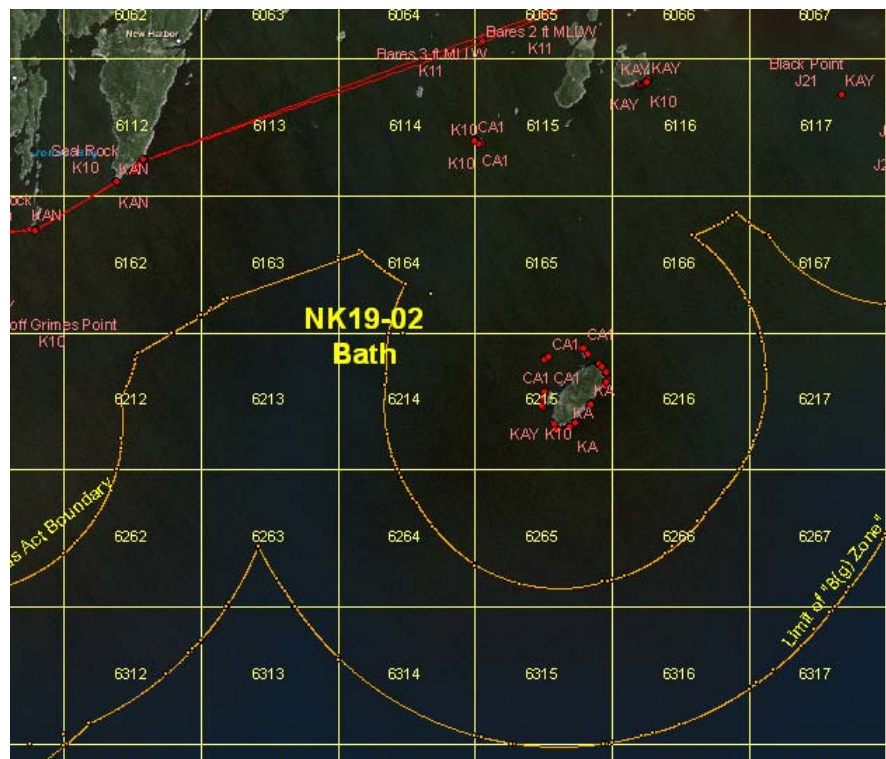 6062 6063 6064 6065 6066 6067
New Harbor
Bares 2 ft MLLW
K11
Bares 3 ft MLLW
K11
KAY KAY
KAY K10
Black Point
J21 KAY
6112 6113 6114 6115 6116 6117
K10 CA1
K10 CA1
Seal Rock
K10 KAN
KAN
KAN
6162 6163 6164 6165 6166 6167
off Grimes Point
K10
NK19-02
Bath
CA1 CA1
CA1 CA1
KA
6212 6213 6214 6215 6216 6217
KA
KAY K10
KA
Act Boundary
6262 6263 6264 6265 6266 6267
Limit of "8(g) Zone"
6312 6313 6314 6315 6316 6317